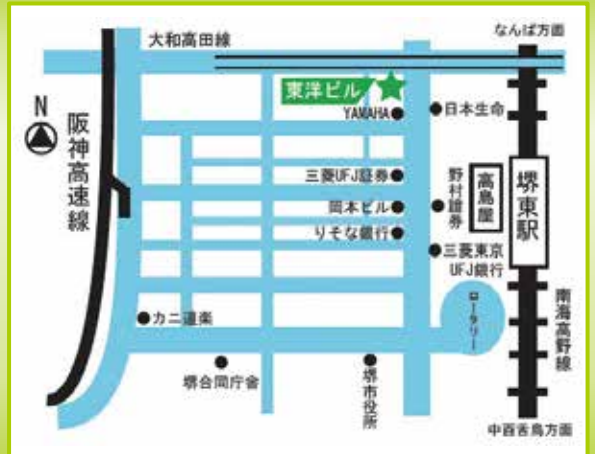 なんば方面
大和高田線
東洋ビル
N
YAMAHA
日本生命
阪神高速線
三菱UFJ証券
野村證券
高島屋
堺東駅
岡本ビル
りそな銀行
三菱東京
UFJ銀行
ロータリー
南海高野線
カニ道楽
堺合同庁舎
堺市役所
中百舌鳥方面